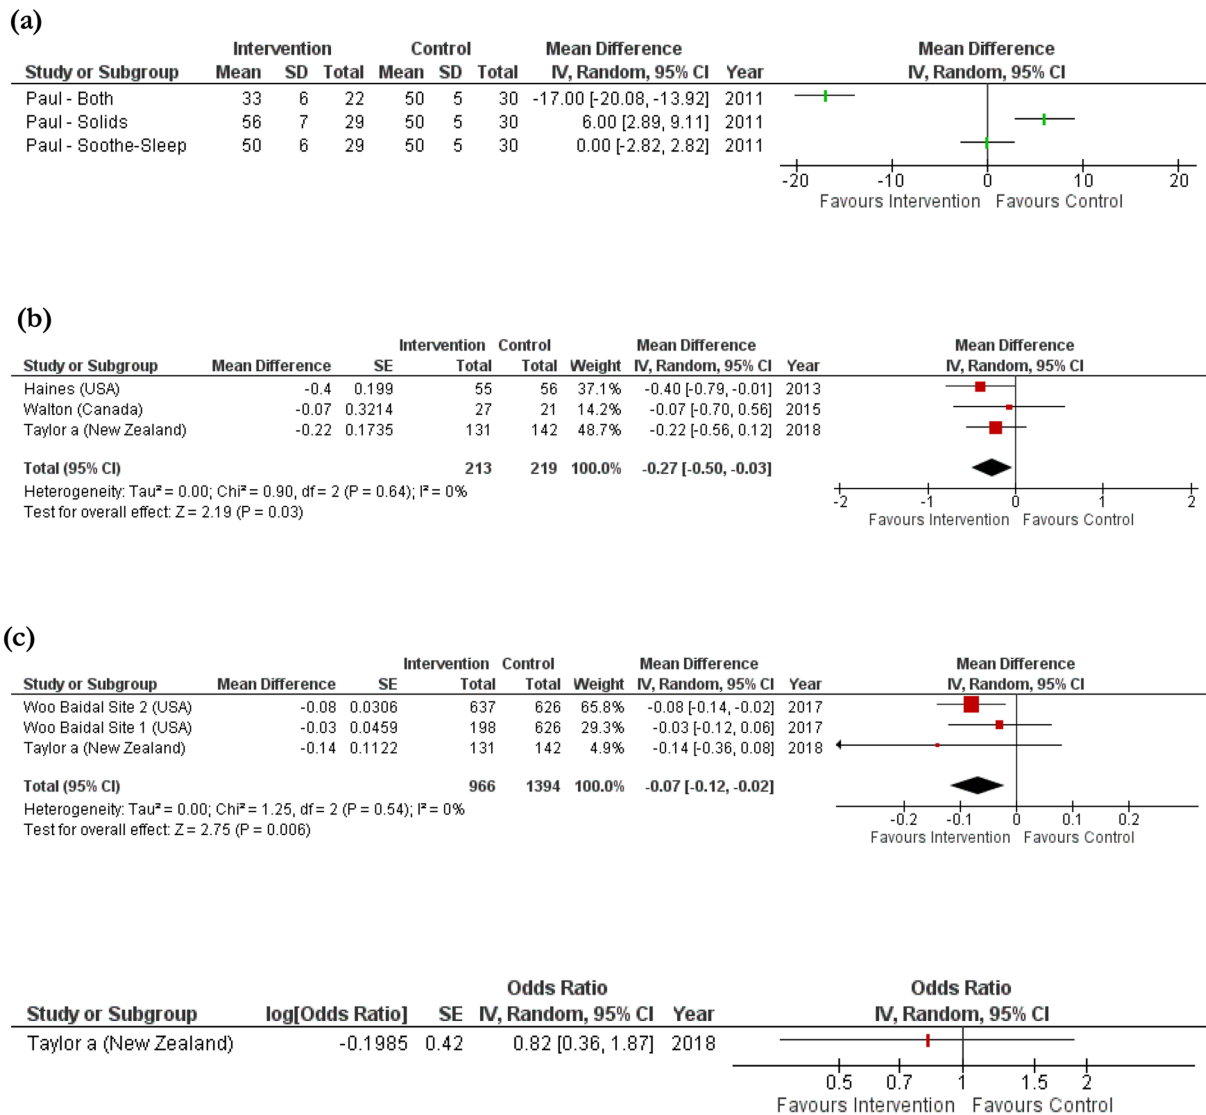 (a)
Intervention Control Mean Difference Mean Difference
Study or Subgroup Mean SD Total Mean SD Total IV, Random, 95% CI Year IV, Random, 95% CI
Paul - Both 33 6 22 50 5 30 -17.00 [-20.08, -13.92] 2011
Paul - Solids 56 7 29 50 5 30 6.00 [2.89, 9.11] 2011
Paul - Soothe-Sleep 50 6 29 50 5 30 0.00 [-2.82, 2.82] 2011
-20 -10 0 10 20
Favours Intervention Favours Control
(b)
Intervention Control Mean Difference Mean Difference
Study or Subgroup Mean Difference SE Total Total Weight IV, Random, 95% CI Year IV, Random, 95% CI
Haines (USA) -0.4 0.199 55 56 37.1% -0.40 [-0.79, -0.01] 2013
Walton (Canada) -0.07 0.3214 27 21 14.2% -0.07 [-0.70, 0.56] 2015
Taylor a (New Zealand) -0.22 0.1735 131 142 48.7% -0.22 [-0.56, 0.12] 2018
Total (95% CI) 213 219 100.0% -0.27 [-0.50, -0.03]
Heterogeneity: Tau² = 0.00; Chi² = 0.90, df = 2 (P = 0.64); I² = 0%
Test for overall effect: Z = 2.19 (P = 0.03)
-2 -1 0 1 2
Favours Intervention Favours Control
(c)
Intervention Control Mean Difference Mean Difference
Study or Subgroup Mean Difference SE Total Total Weight IV, Random, 95% CI Year IV, Random, 95% CI
Woo Baidal Site 2 (USA) -0.08 0.0306 637 626 65.8% -0.08 [-0.14, -0.02] 2017
Woo Baidal Site 1 (USA) -0.03 0.0459 198 626 29.3% -0.03 [-0.12, 0.06] 2017
Taylor a (New Zealand) -0.14 0.1122 131 142 4.9% -0.14 [-0.36, 0.08] 2018
Total (95% CI) 966 1394 100.0% -0.07 [-0.12, -0.02]
Heterogeneity: Tau² = 0.00; Chi² = 1.25, df = 2 (P = 0.54); I² = 0%
Test for overall effect: Z = 2.75 (P = 0.006)
-0.2 -0.1 0 0.1 0.2
Favours Intervention Favours Control
Odds Ratio Odds Ratio
Study or Subgroup log[Odds Ratio] SE IV, Random, 95% CI Year IV, Random, 95% CI
Taylor a (New Zealand) -0.1985 0.42 0.82 [0.36, 1.87] 2018
0.5 0.7 1 1.5 2
Favours Intervention Favours Control